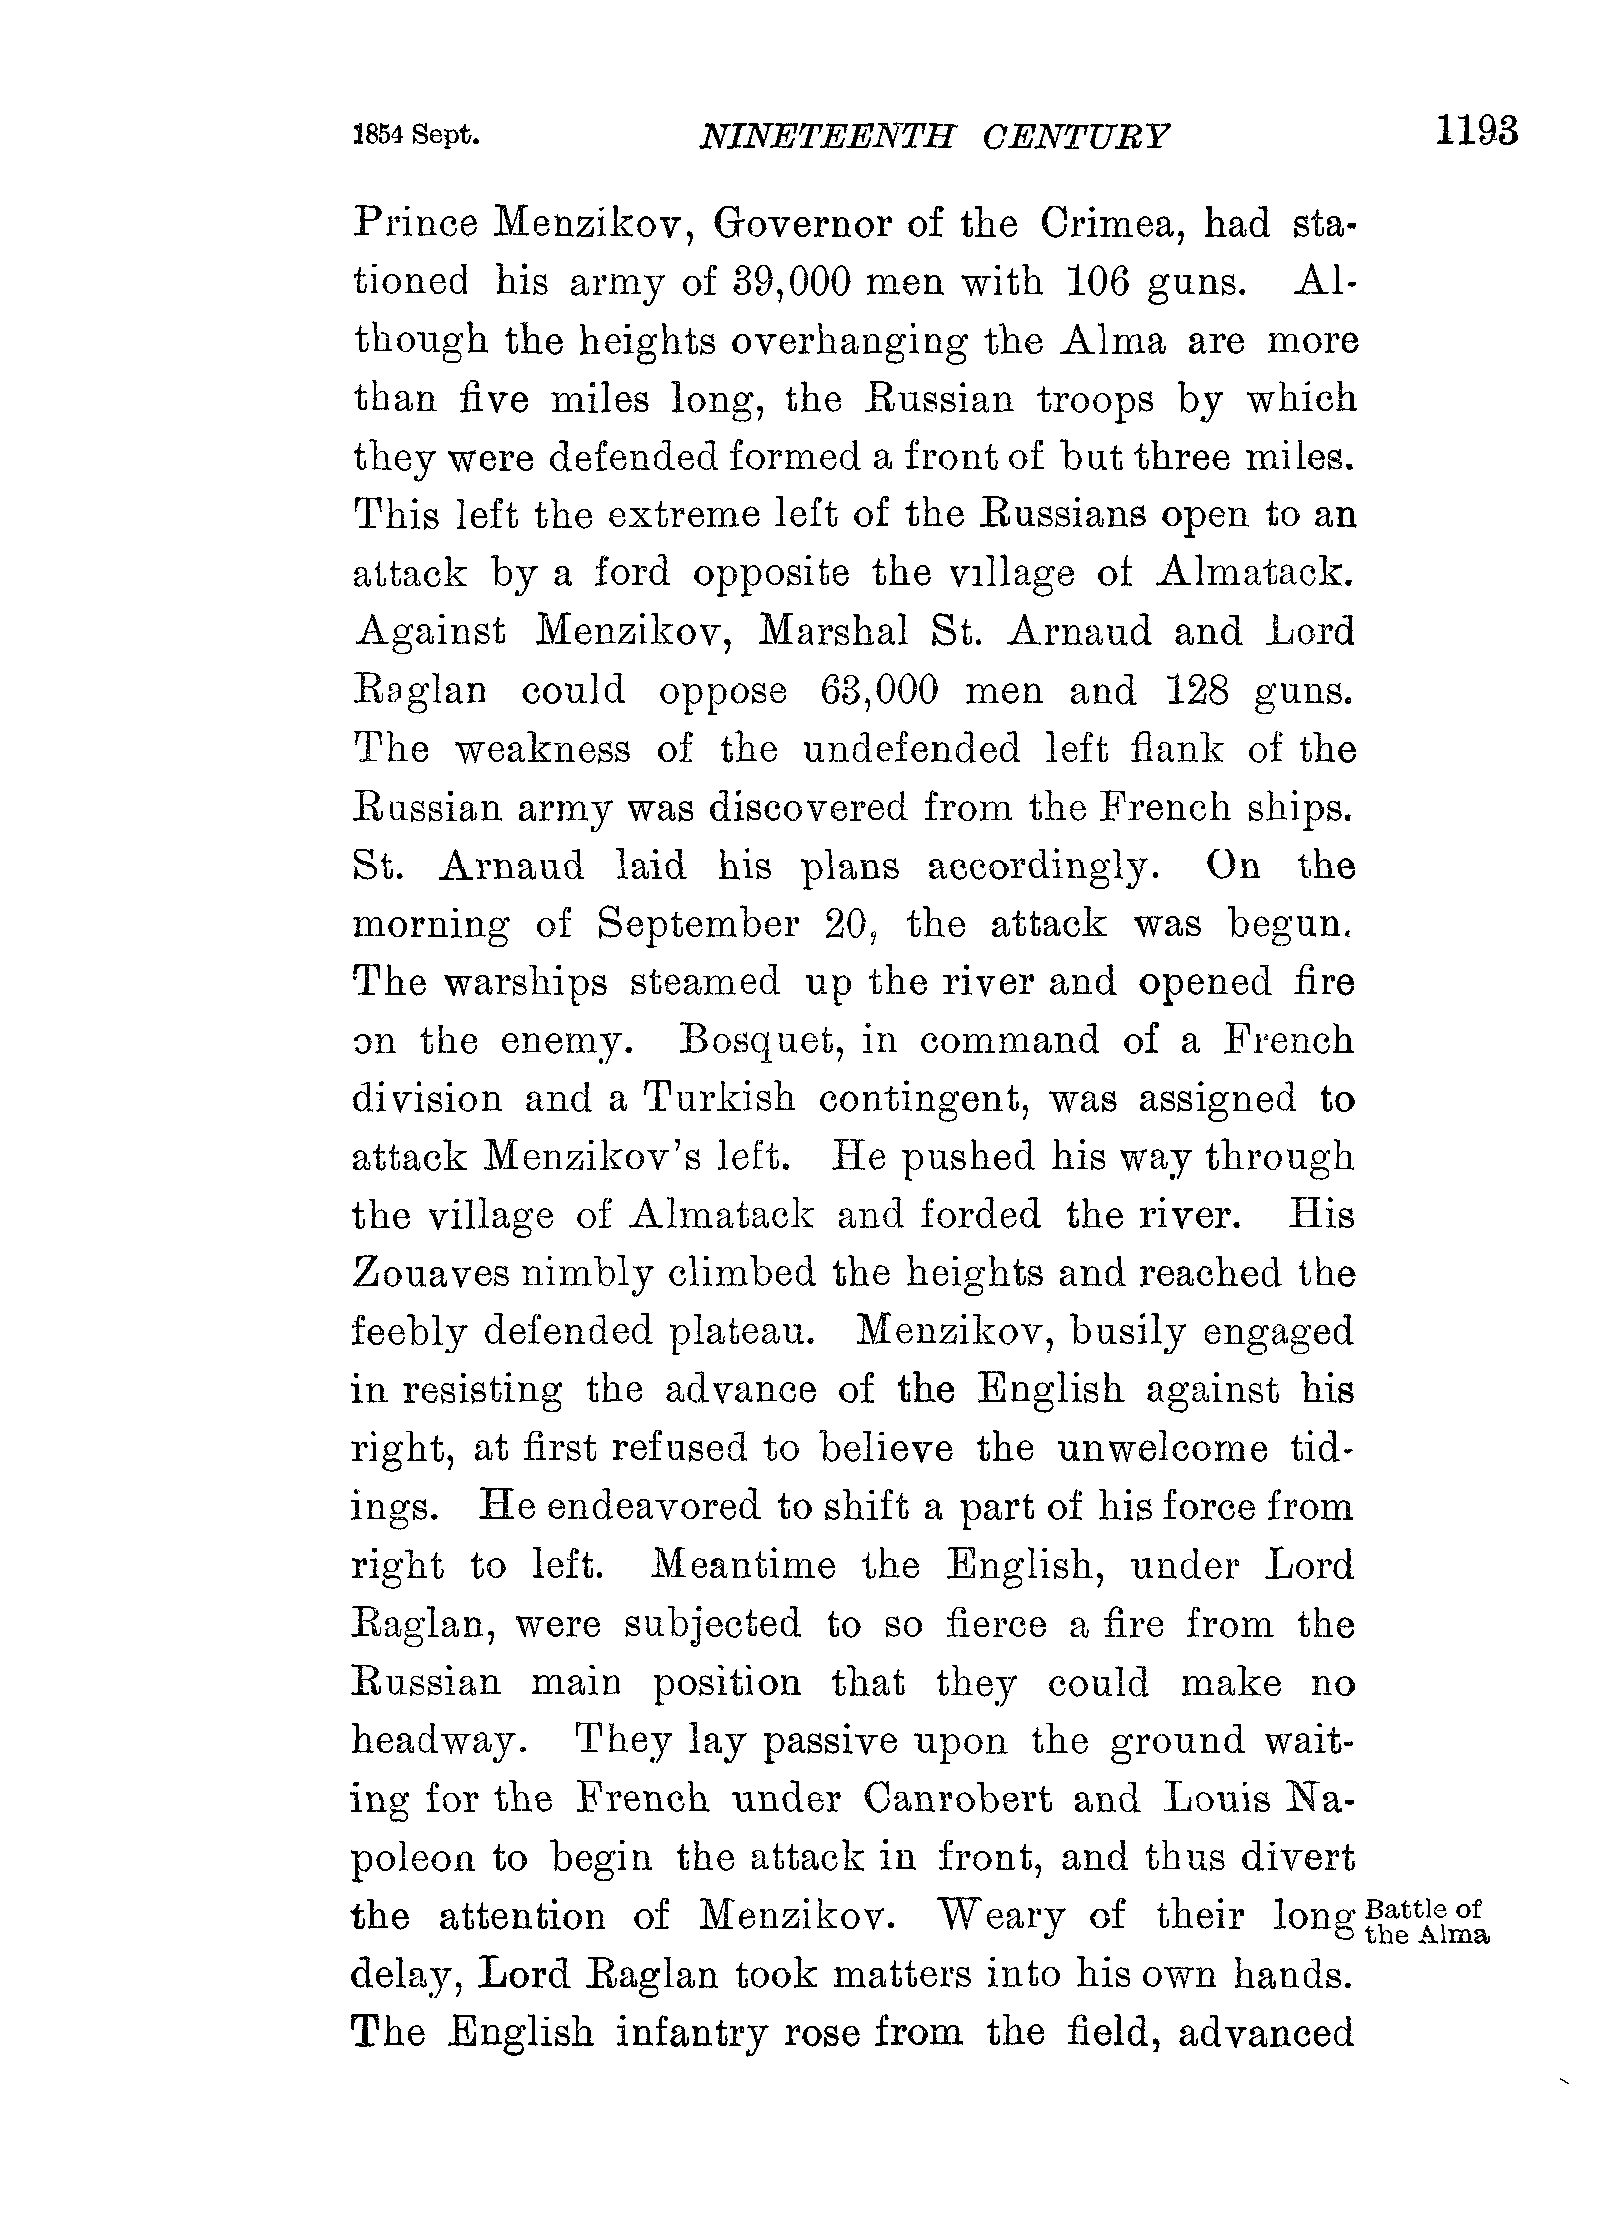 1854 Sept. NINETEENTH CENTURY 1193
Prince Menzikov, Governor of the Crimea, had sta-
tioned his army of 39,000 men with 106 guns. Al-
though the heights overhanging the Alma are more
than five miles long, the Russian troops by which
they were defended formed a front of but three miles.
This left the extreme left of the Russians open to an
attack by a ford opposite the village of Almatack.
Against Menzikov, Marshal St. Arnaud and Lord
Raglan could oppose 63,000 men and 128 guns.
The weakness of the undefended left flank of the
Russian army was discovered from the French ships.
St. Arnaud laid his plans accordingly. On the
morning of September 20, the attack was begun.
The warships steamed up the river and opened fire
on the enemy. Bosquet, in command of a French
division and a Turkish contingent, was assigned to
attack Menzikov's left. He pushed his way through
the village of Almatack and forded the river. His
Zouaves nimbly climbed the heights and reached the
feebly defended plateau. Menzikov, busily engaged
in resisting the advance of the English against his
right, at first refused to believe the unwelcome tid-
ings. He endeavored to shift a part of his force from
right to left. Meantime the English, under Lord
Raglan, were subjected to so fierce a fire from the
Russian main position that they could make no
headway. They lay passive upon the ground wait-
ing for the French under Canrobert and Louis Na-
poleon to begin the attack in front, and thus divert
the attention of Menzikov. Weary of their long
Battle of
the Alma
delay, Lord Raglan took matters into his own hands.
The English infantry rose from the field, advanced